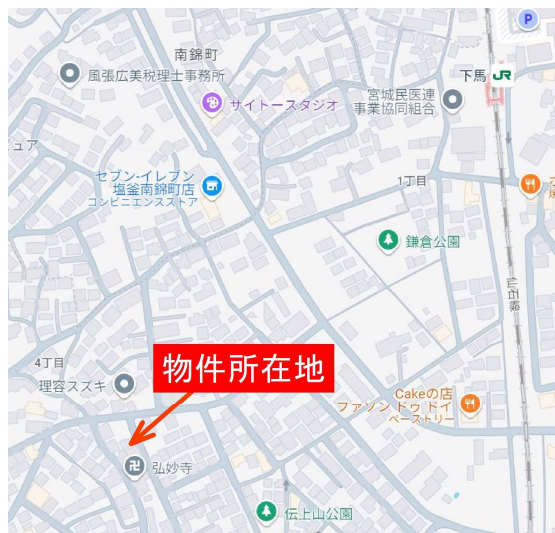 P
南錦町
下馬 JR
風張広美税理士事務所
宮城民医連
事業協同組合
サイトースタジオ
ュア
セブン-イレブン
塩釜南錦町店
コンビニエンスストア
1丁目
鎌倉公園
仙石線
4丁目
物件所在地
理容スズキ
Cakeの店
ファソン ドゥ ドイ
ペーストリー
卍 弘妙寺
伝上山公園